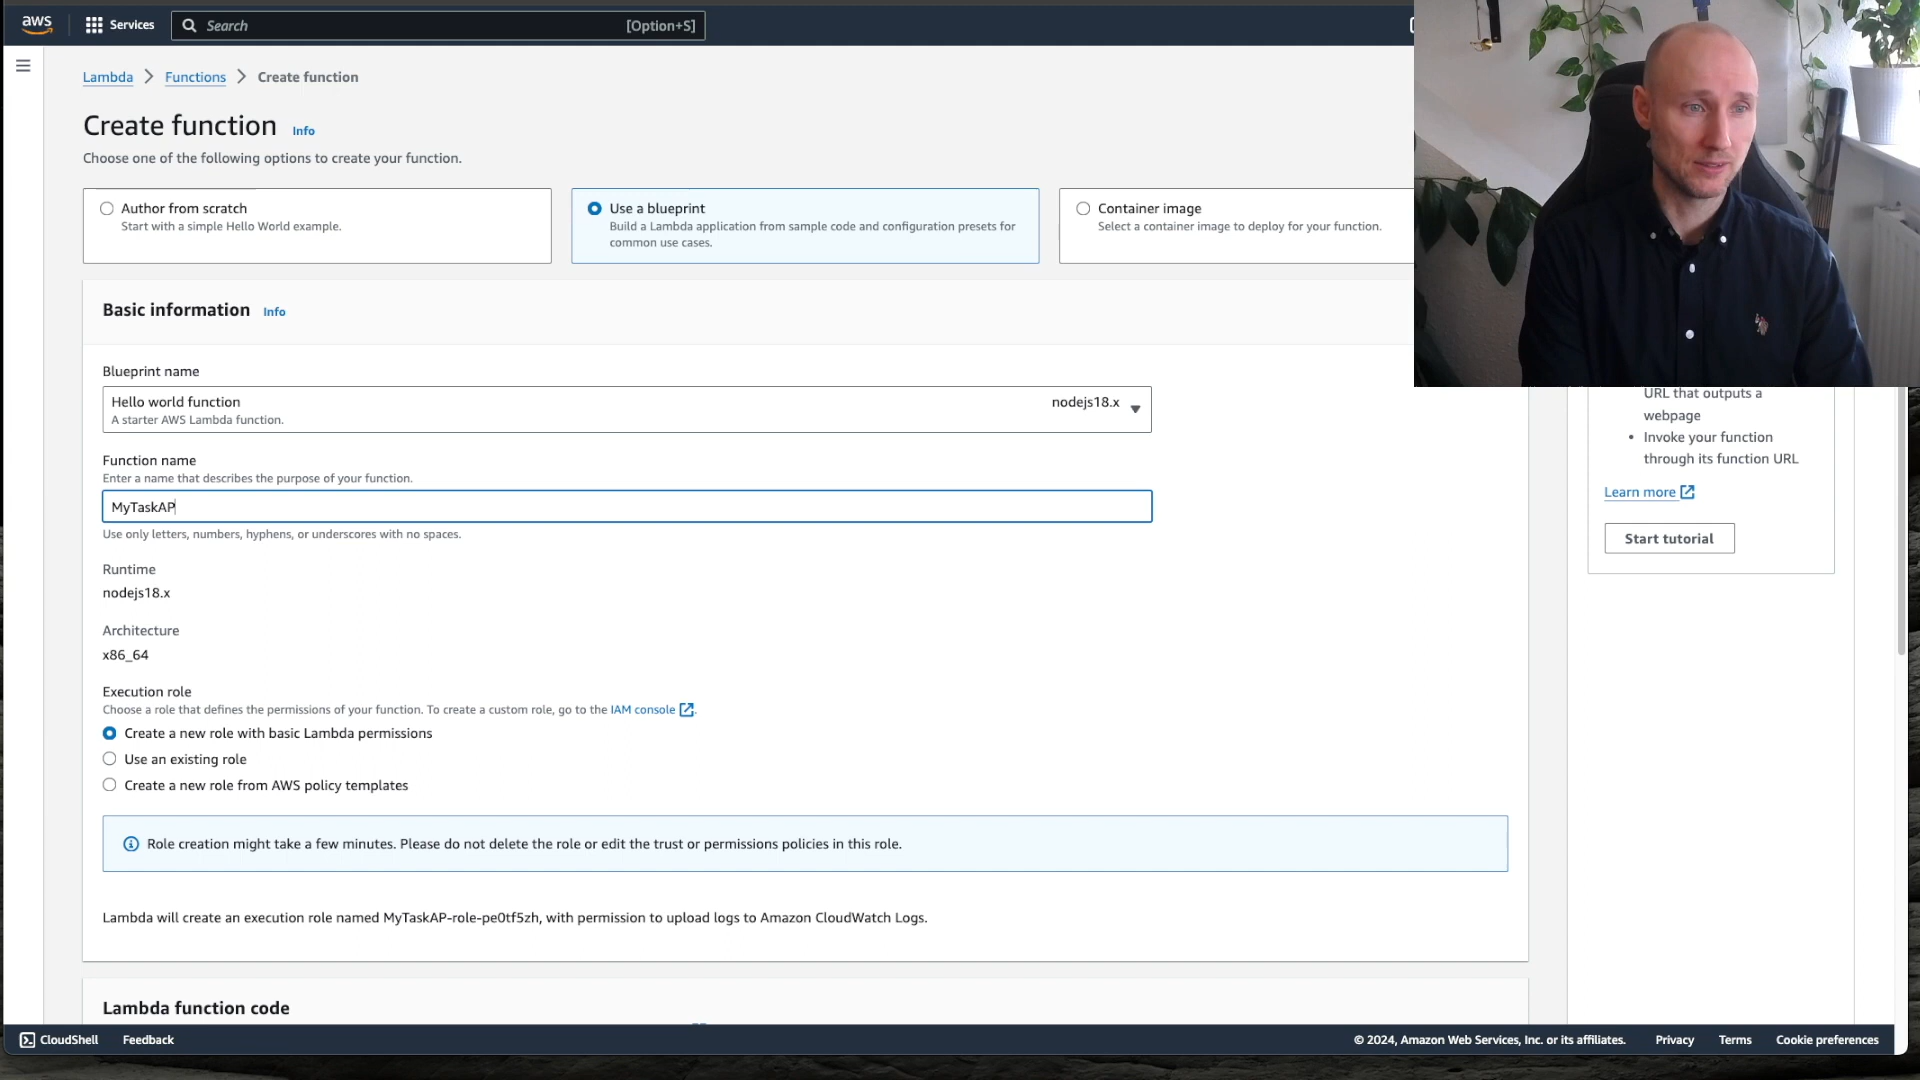 aws
Services
Search
[Option+S]
Lambda > Functions > Create function
Create function Info
Choose one of the following options to create your function.
Author from scratch
Start with a simple Hello World example.
Use a blueprint
Build a Lambda application from sample code and configuration presets for
common use cases.
Container image
Select a container image to deploy for your function.
Basic information Info
Blueprint name
Hello world function
nodejs18.x
A starter AWS Lambda function.
Function name
Enter a name that describes the purpose of your function.
MyTaskAP
Use only letters, numbers, hyphens, or underscores with no spaces.
Runtime
nodejs18.x
Architecture
x86_64
Execution role
Choose a role that defines the permissions of your function. To create a custom role, go to the IAM console.
Create a new role with basic Lambda permissions
Use an existing role
Create a new role from AWS policy templates
Role creation might take a few minutes. Please do not delete the role or edit the trust or permissions policies in this role.
Lambda will create an execution role named MyTaskAP-role-pe0tf5zh, with permission to upload logs to Amazon CloudWatch Logs.
Lambda function code
URL that outputs a
webpage
• Invoke your function
through its function URL
Learn more
Start tutorial
CloudShell
Feedback
© 2024, Amazon Web Services, Inc. or its affiliates.
Privacy
Terms
Cookie preferences